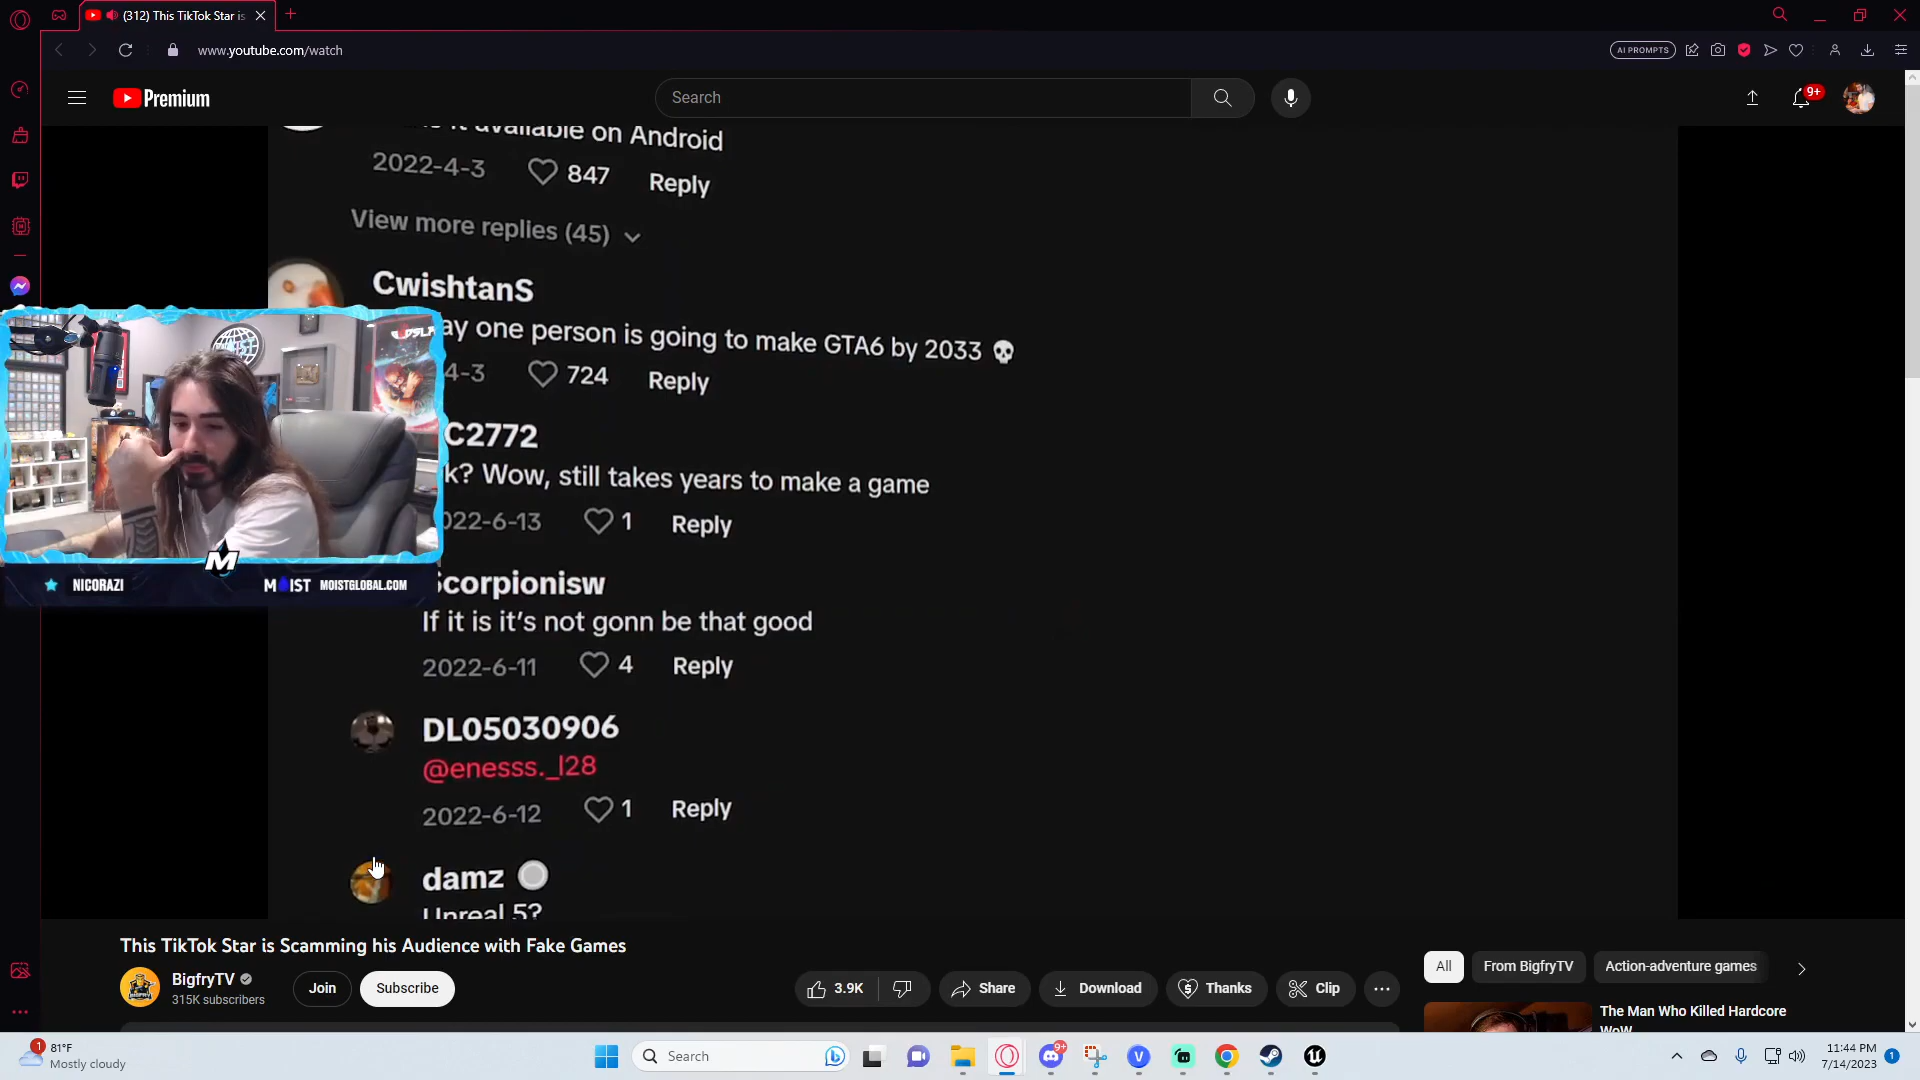 (312) This TikTok Star is
www.youtube.com/watch
AI PROMPTS
Premium
Search
9+
available on Android
2022-4-3 847 Reply
View more replies (45)
CwishtanS
ay one person is going to make GTA6 by 2033 💀
4-3 724 Reply
C2772
k? Wow, still takes years to make a game
022-6-13 1 Reply
Scorpionisw
If it is it's not gonn be that good
2022-6-11 4 Reply
DL05030906
@enesss._l28
2022-6-12 1 Reply
damz
Unreal 5?
M
NICORAZI
MOIST MOISTGLOBAL.COM
This TikTok Star is Scamming his Audience with Fake Games
BigfryTV
315K subscribers
Join
Subscribe
3.9K
Share
Download
Thanks
Clip
All
From BigfryTV
Action-adventure games
The Man Who Killed Hardcore
WoW
1
81°F
Mostly cloudy
Search
9+
11:44 PM
7/14/2023
1